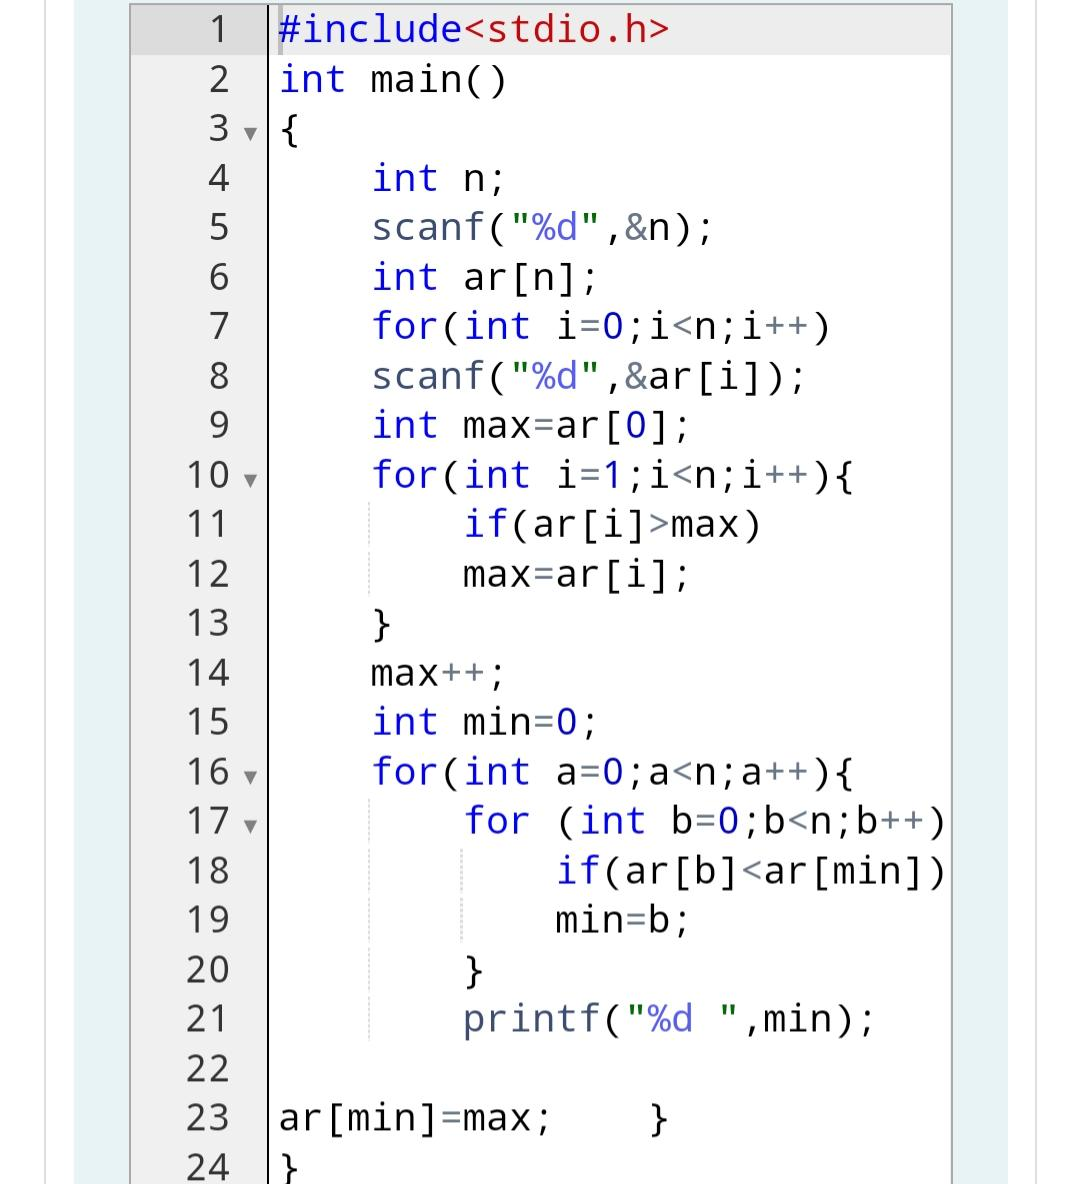 1 #include<stdio.h>
2 int main()
3 {
4 int n;
5 scanf("%d",&n);
6 int ar[n];
7 for(int i=0;i<n;i++)
8 scanf("%d",&ar[i]);
9 int max=ar[0];
10 for(int i=1;i<n;i++){
11 if(ar[i]>max)
12 max=ar[i];
13 }
14 max++;
15 int min=0;
16 for(int a=0;a<n;a++){
17 for (int b=0;b<n;b++)
18 if(ar[b]<ar[min])
19 min=b;
20 }
21 printf("%d ",min);
22
23 ar[min]=max; }
24 }